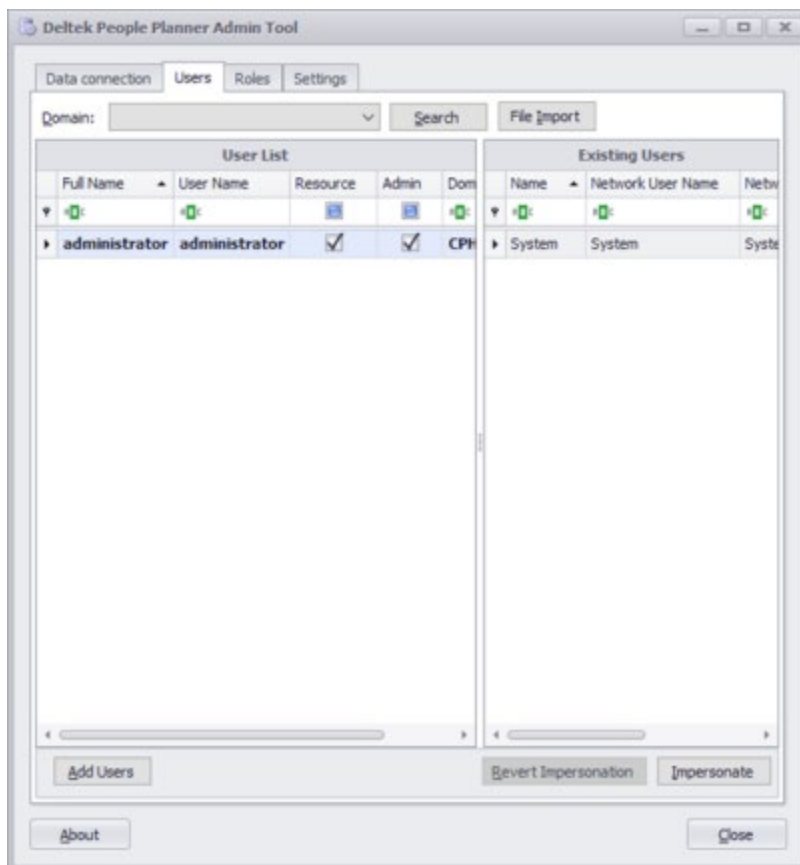 Deltek People Planner Admin Tool
Data connection Users Roles Settings
Domain: Search File Import
User List Existing Users
Full Name User Name Resource Admin Dom Name Network User Name Netw
administrator administrator CPH System System Syste
Add Users Revert Impersonation Impersonate
About Close